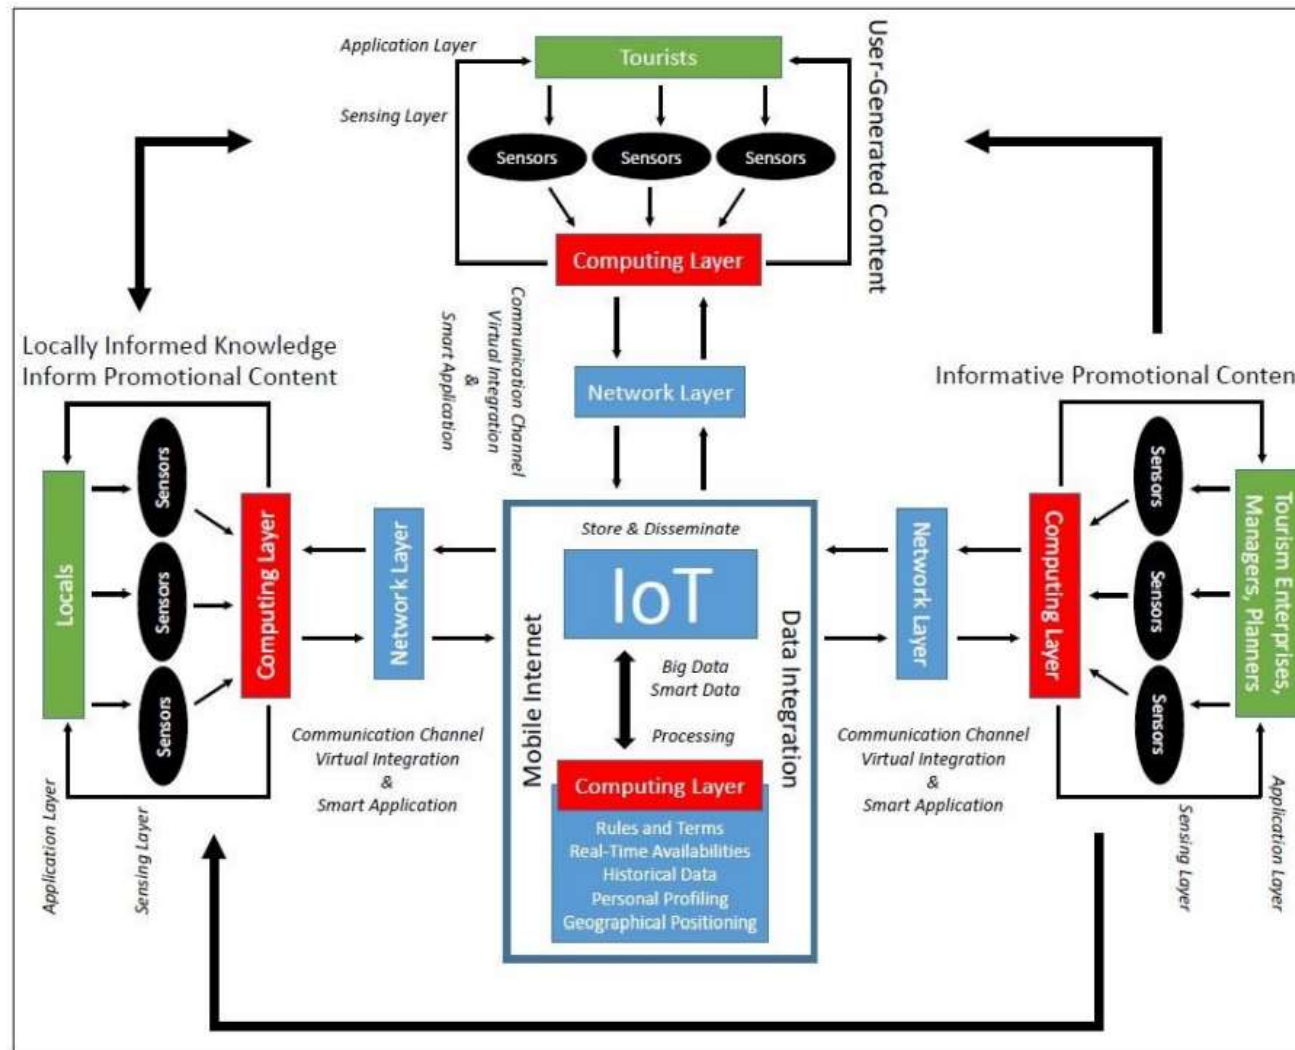 Application Layer
Tourists
User-Generated Content
Sensing Layer
Sensors
Sensors
Sensors
Computing Layer
Communication Channel
Virtual Integration
&
Smart Application
Network Layer
Locally Informed Knowledge
Inform Promotional Content
Locals
Sensors
Sensors
Sensors
Computing Layer
Network Layer
Communication Channel
Virtual Integration
&
Smart Application
Application Layer
Sensing Layer
Store & Disseminate
IoT
Mobile Internet
Data Integration
Big Data
Smart Data
Processing
Computing Layer
Rules and Terms
Real-Time Availabilities
Historical Data
Personal Profiling
Geographical Positioning
Informative Promotional Conten
Network Layer
Computing Layer
Sensors
Sensors
Sensors
Tourism Enterprises,
Managers, Planners
Communication Channel
Virtual Integration
&
Smart Application
Sensing Layer
Application Layer